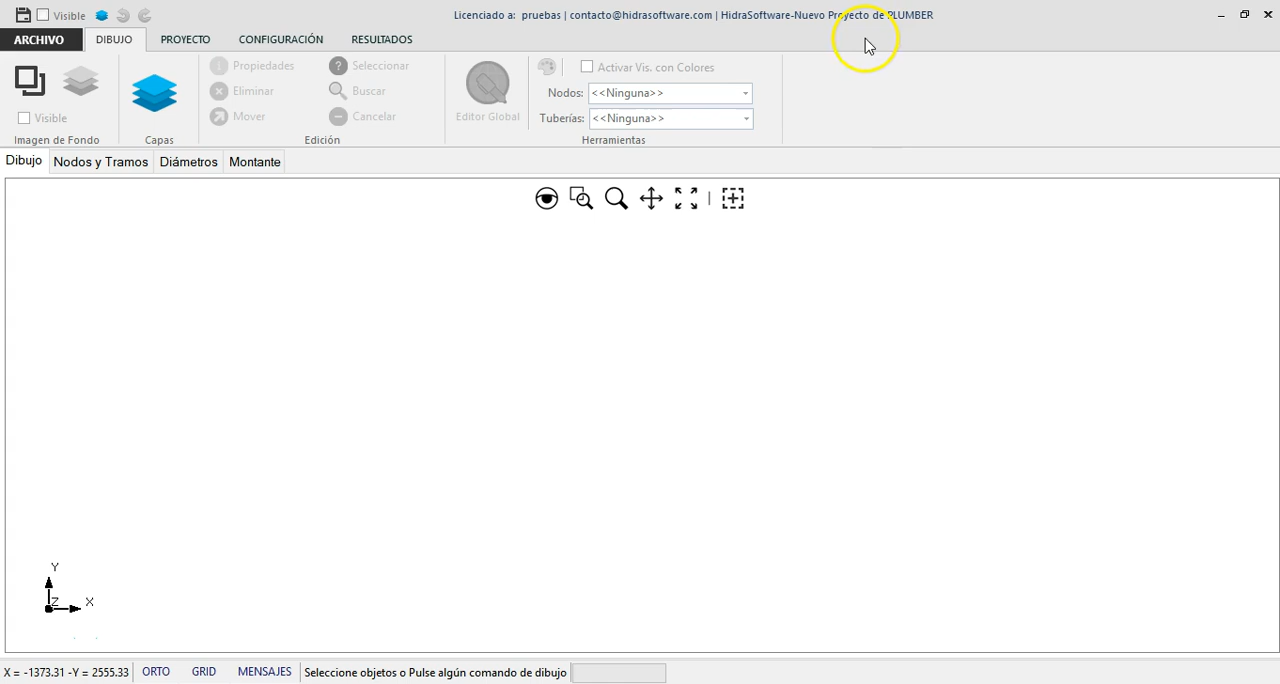 Visible
Licenciado a: pruebas | contacto@hidrasoftware.com | HidraSoftware-Nuevo Proyecto de PLUMBER
ARCHIVO DIBUJO PROYECTO CONFIGURACIÓN RESULTADOS
Propiedades Seleccionar Activar Vis. con Colores
Eliminar Buscar Nodos: <<Ninguna>>
Visible Mover Cancelar Editor Global Tuberías: <<Ninguna>>
Imagen de Fondo Capas Edición Herramientas
Dibujo Nodos y Tramos Diámetros Montante
Y
Z X
X = -1373.31 -Y = 2555.33 ORTO GRID MENSAJES Seleccione objetos o Pulse algún comando de dibujo